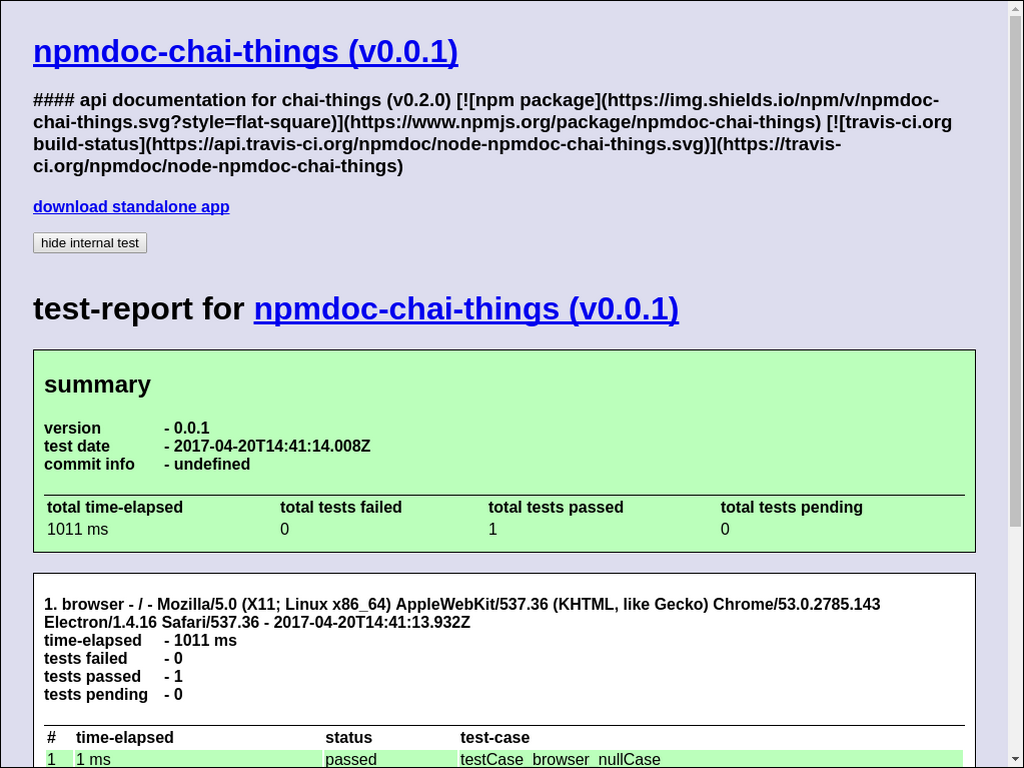 npmdoc-chai-things (v0.0.1)
#### api documentation for chai-things (v0.2.0) [![npm package](https://img.shields.io/npm/v/npmdoc-
chai-things.svg?style=flat-square)](https://www.npmjs.org/package/npmdoc-chai-things) [![travis-ci.org
build-status](https://api.travis-ci.org/npmdoc/node-npmdoc-chai-things.svg)](https://travis-
ci.org/npmdoc/node-npmdoc-chai-things)
download standalone app
hide internal test
test-report for npmdoc-chai-things (v0.0.1)
summary
version - 0.0.1
test date - 2017-04-20T14:41:14.008Z
commit info - undefined
total time-elapsed total tests failed total tests passed total tests pending
1011 ms 0 1 0
1. browser - / - Mozilla/5.0 (X11; Linux x86_64) AppleWebKit/537.36 (KHTML, like Gecko) Chrome/53.0.2785.143
Electron/1.4.16 Safari/537.36 - 2017-04-20T14:41:13.932Z
time-elapsed - 1011 ms
tests failed - 0
tests passed - 1
tests pending - 0
# time-elapsed status test-case
1 1 ms passed testCase_browser_nullCase